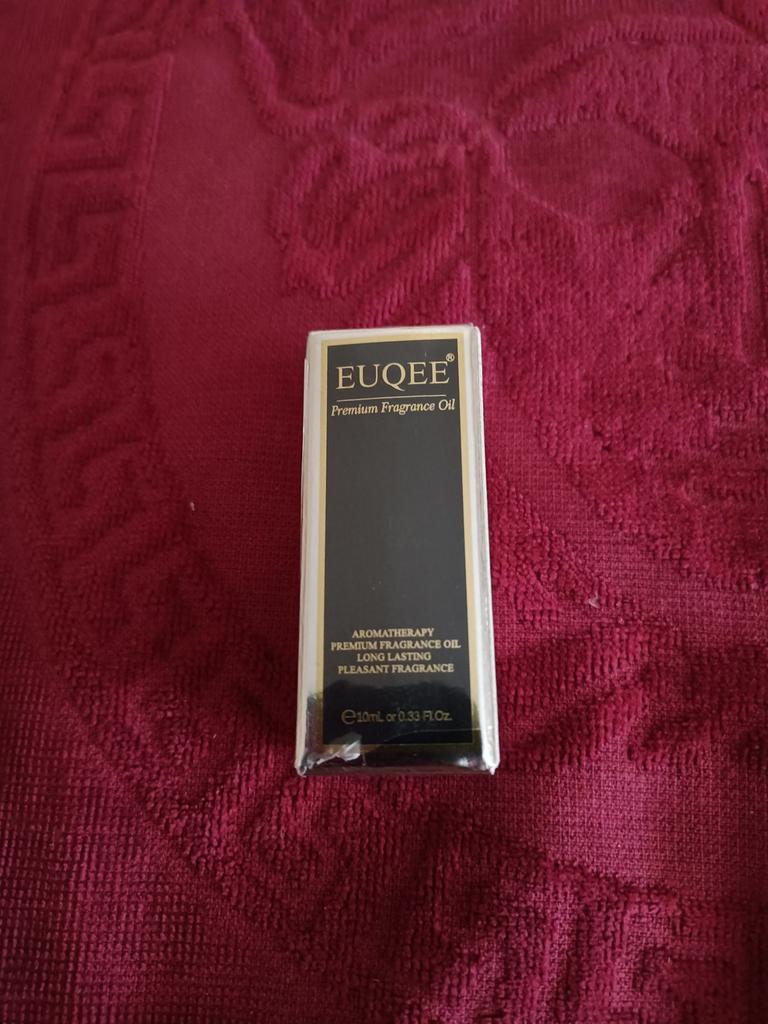 EUQEE®
Premium Fragrance Oil
AROMATHERAPY
PREMIUM FRAGRANCE OIL
LONG LASTING
PLEASANT FRAGRANCE
℮10mL or 0.33 Fl.Oz.